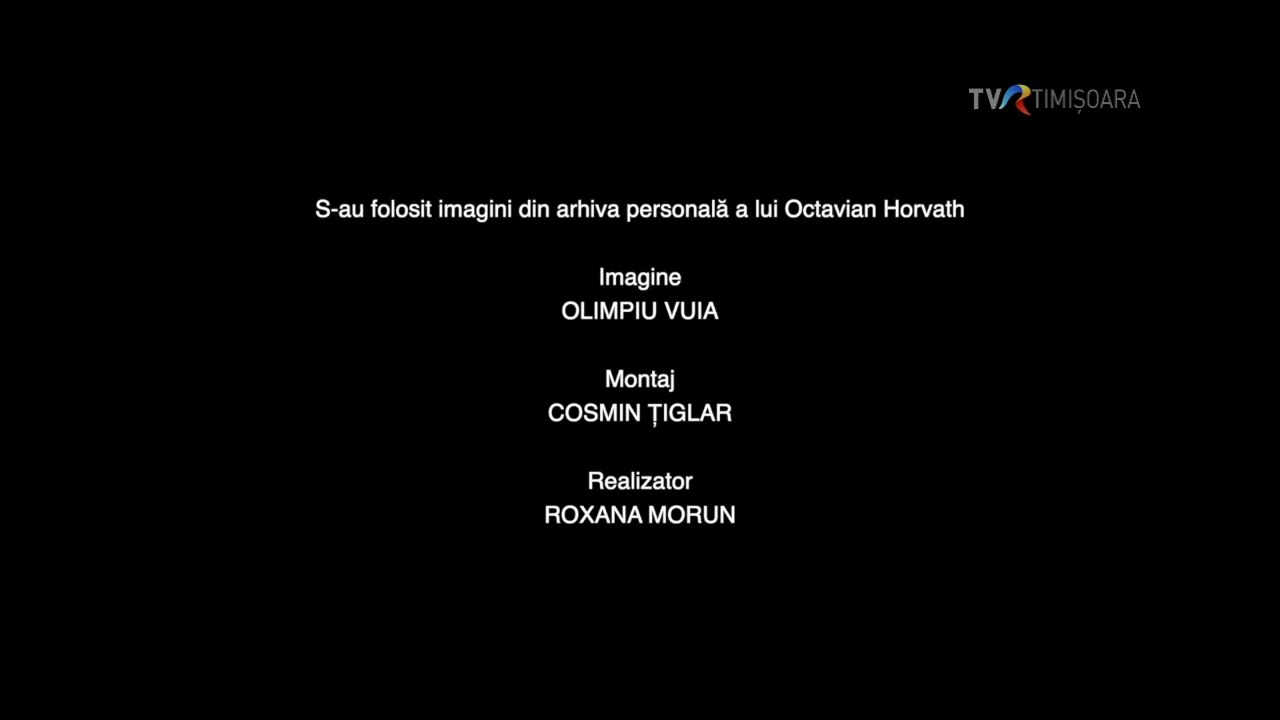 TVR TIMIȘOARA
S-au folosit imagini din arhiva personală a lui Octavian Horvath
Imagine
OLIMPIU VUIA
Montaj
COSMIN ȚIGLAR
Realizator
ROXANA MORUN